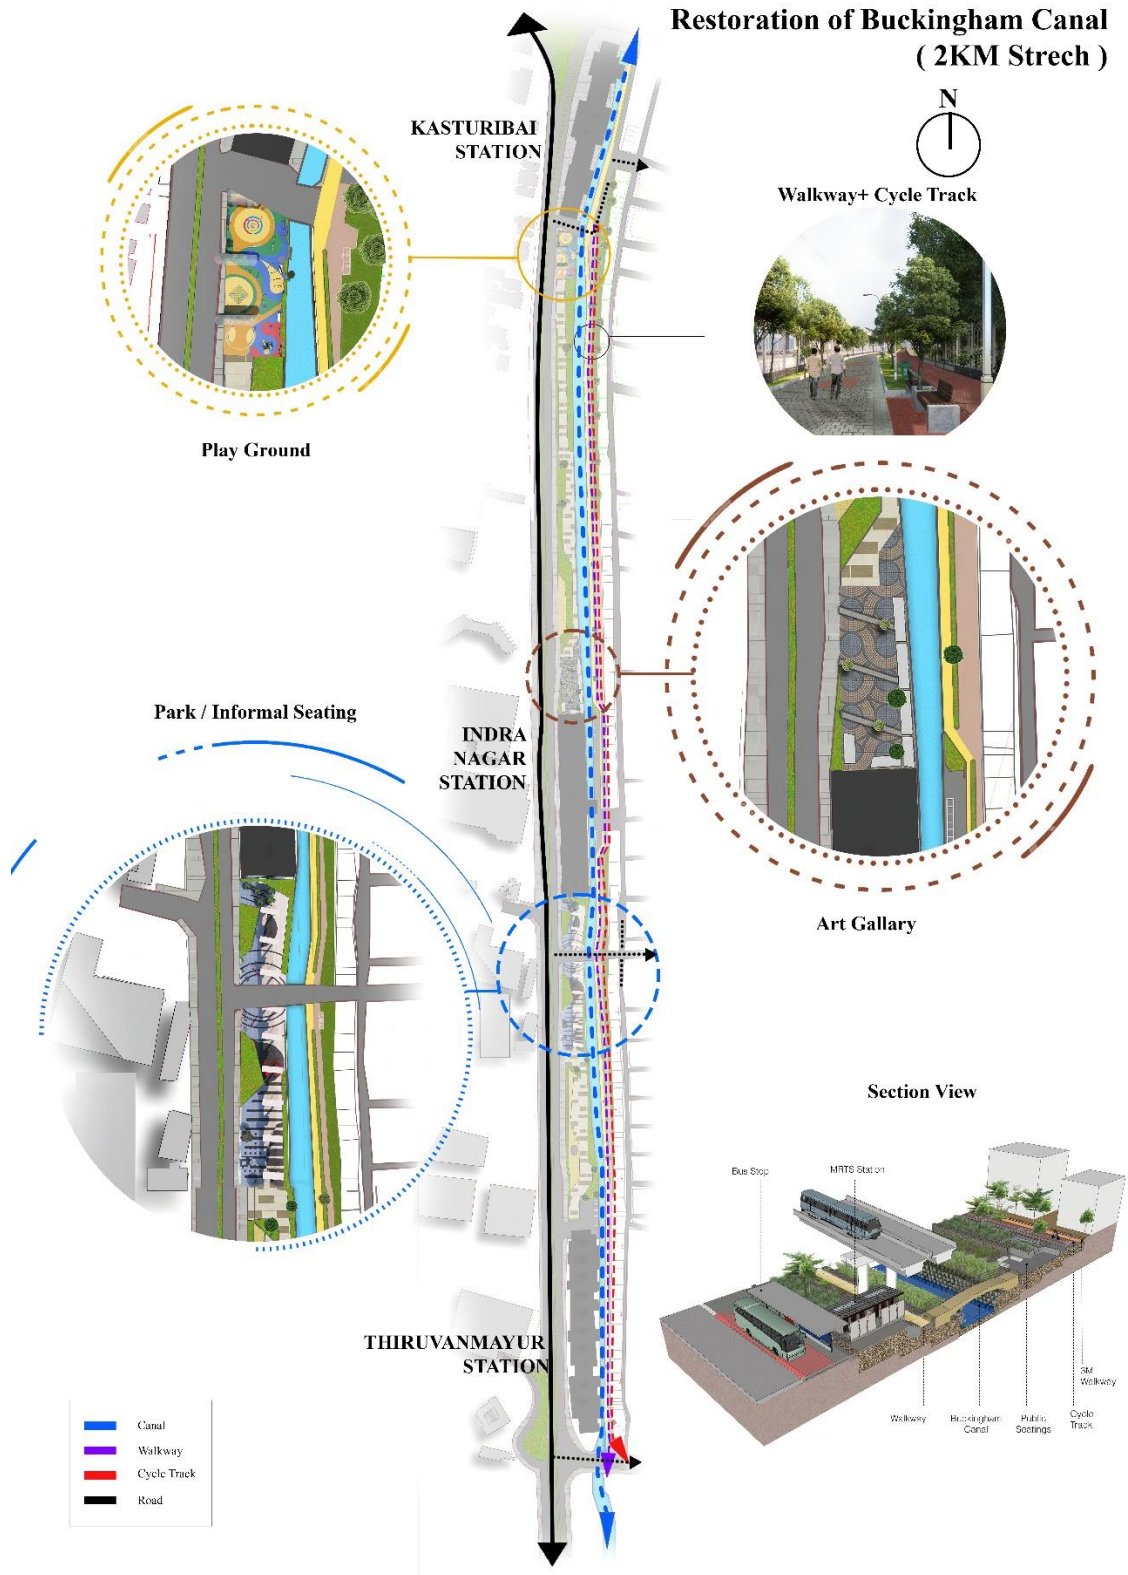 Restoration of Buckingham Canal
( 2KM Strech )
N
KASTURIBAI
STATION
Walkway+ Cycle Track
Play Ground
Park / Informal Seating
INDRA
NAGAR
STATION
Art Gallary
Section View
Bus Stop
MRTS Station
THIRUVANMAYUR
STATION
3M
Walkway
Walkway
Buckingham
Canal
Public
Seatings
Cycle
Track
Canal
Walkway
Cycle Track
Road